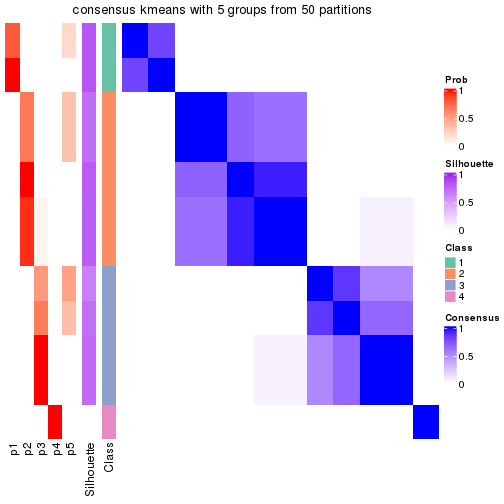 consensus kmeans with 5 groups from 50 partitions
Prob
1
0.5
0
Silhouette
1
0.5
0
Class
1
2
3
4
Consensus
1
0.5
0
p1
p2
p3
p4
p5
Silhouette
Class